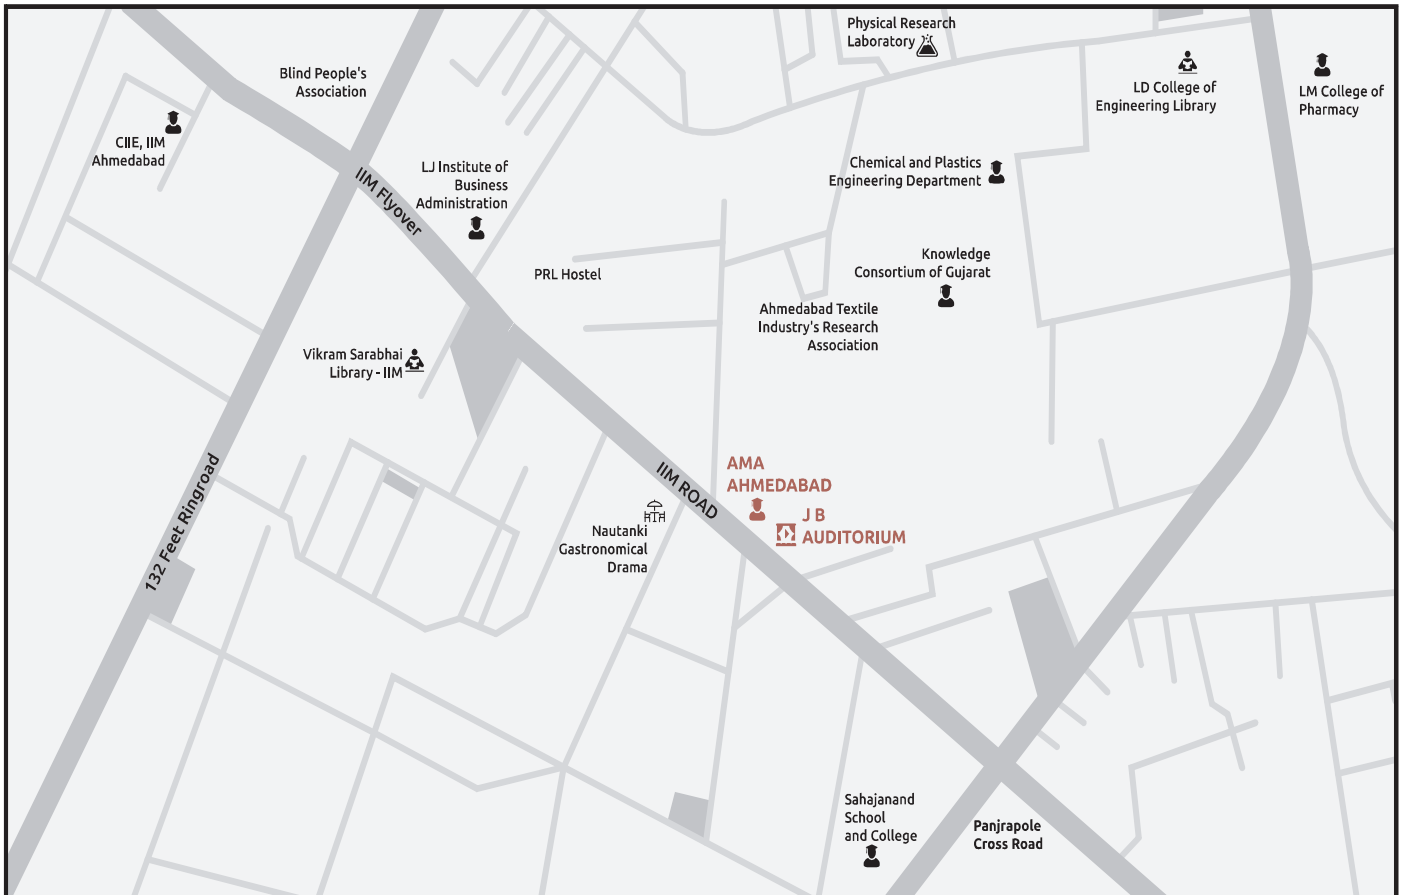 Physical Research
Laboratory
Blind People's
Association
LD College of
Engineering Library
LM College of
Pharmacy
CIIE, IIM
Ahmedabad
LJ Institute of
Business
Administration
IIM Flyover
Chemical and Plastics
Engineering Department
PRL Hostel
Knowledge
Consortium of Gujarat
Ahmedabad Textile
Industry's Research
Association
Vikram Sarabhai
Library - IIM
132 Feet Ringroad
IIM ROAD
AMA
AHMEDABAD
J B
AUDITORIUM
Nautanki
Gastronomical
Drama
Sahajanand
School
and College
Panjrapole
Cross Road